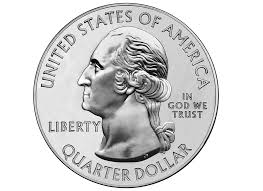 UNITED STATES OF AMERICA
LIBERTY
IN
GOD WE
TRUST
QUARTER DOLLAR